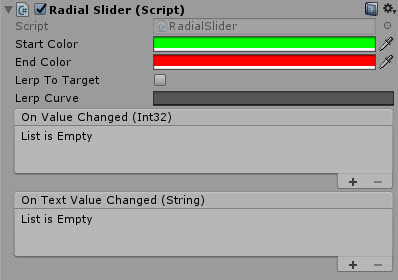 Radial Slider (Script)
Script RadialSlider
Start Color
End Color
Lerp To Target
Lerp Curve
On Value Changed (Int32)
List is Empty
+ −
On Text Value Changed (String)
List is Empty
+ −